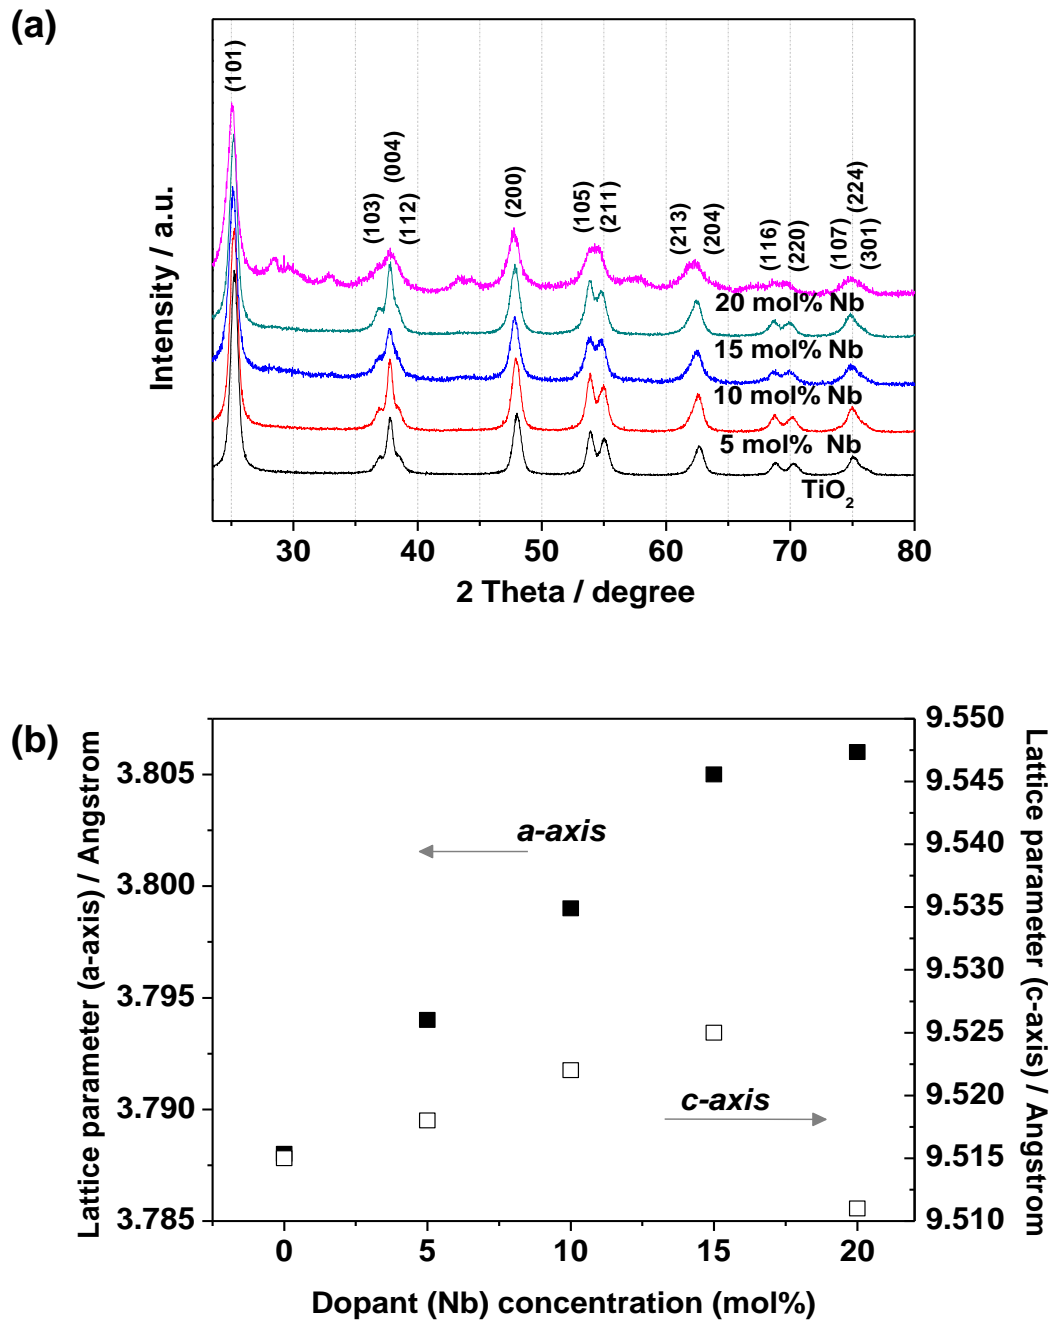 (a)
(101)
(103)
(004)
(112)
(200)
(105)
(211)
(213)
(204)
(116)
(220)
(107)
(224)
(301)
20 mol% Nb
15 mol% Nb
10 mol% Nb
5 mol% Nb
TiO2
Intensity / a.u.
30 40 50 60 70 80
2 Theta / degree
(b)
Lattice parameter (a-axis) / Angstrom
3.805
3.800
3.795
3.790
3.785
a-axis
c-axis
9.550
9.545
9.540
9.535
9.530
9.525
9.520
9.515
9.510
Lattice parameter (c-axis) / Angstrom
0 5 10 15 20
Dopant (Nb) concentration (mol%)